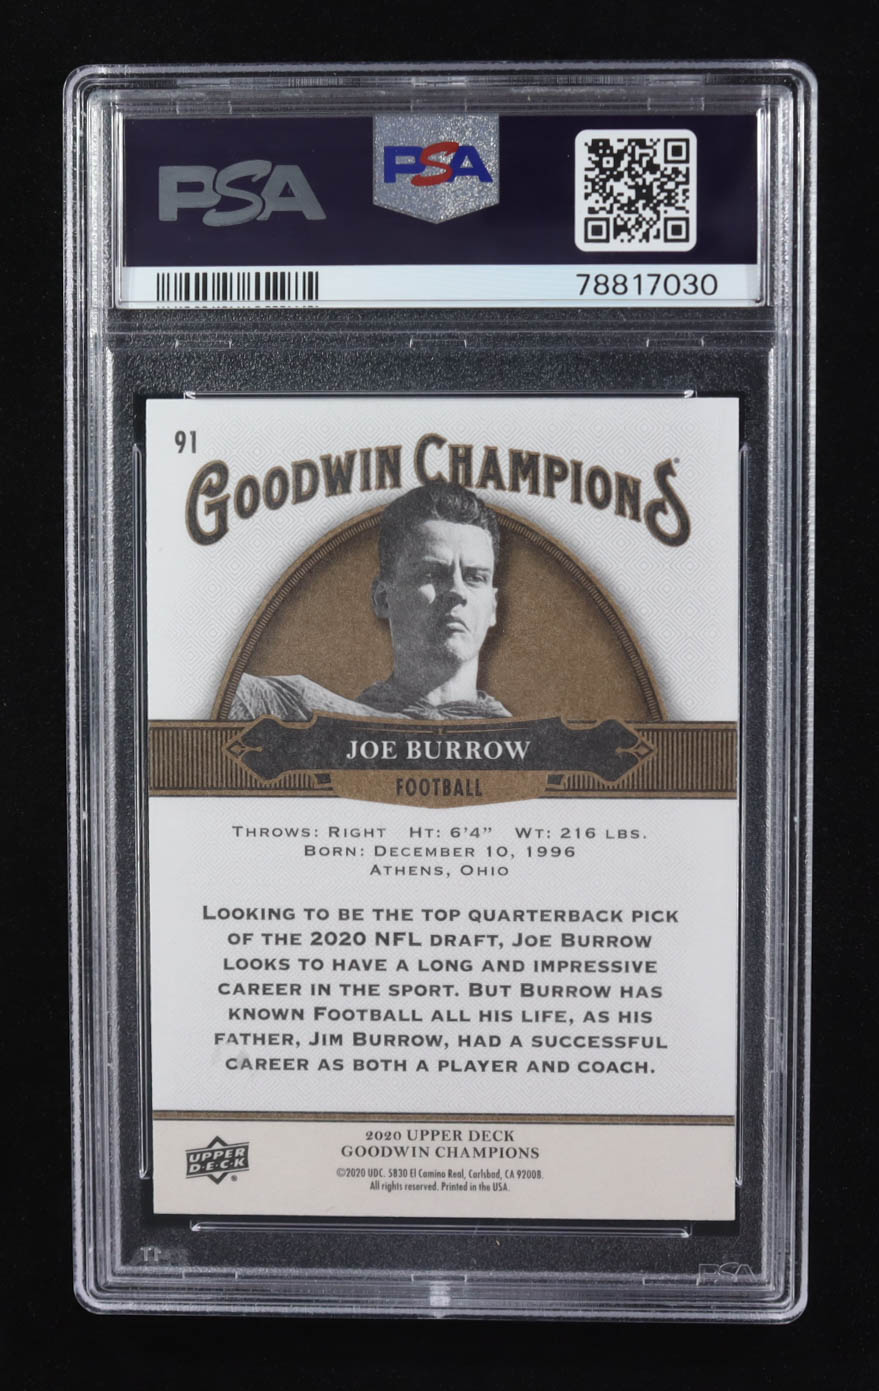 PSA
PSA
78817030
91
GOODWIN CHAMPIONS®
JOE BURROW
FOOTBALL
THROWS: RIGHT HT: 6'4" WT: 216 LBS.
BORN: DECEMBER 10, 1996
ATHENS, OHIO
LOOKING TO BE THE TOP QUARTERBACK PICK
OF THE 2020 NFL DRAFT, JOE BURROW
LOOKS TO HAVE A LONG AND IMPRESSIVE
CAREER IN THE SPORT. BUT BURROW HAS
KNOWN FOOTBALL ALL HIS LIFE, AS HIS
FATHER, JIM BURROW, HAD A SUCCESSFUL
CAREER AS BOTH A PLAYER AND COACH.
2020 UPPER DECK
GOODWIN CHAMPIONS
UPPER
DECK
©2020 UDC. 5830 El Camino Real, Carlsbad, CA 92008.
All rights reserved. Printed in the USA.
PSA